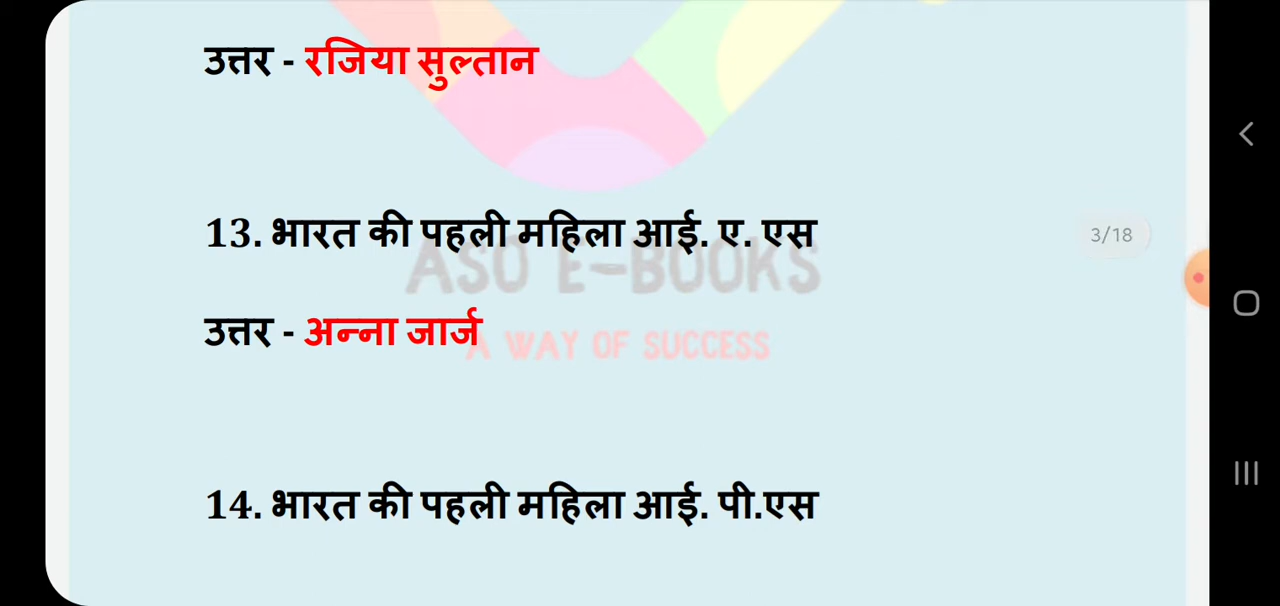 उत्तर - रजिया सुल्तान
13. भारत की पहली महिला आई. ए. एस
3/18
ASO E-BOOKS
उत्तर - अन्ना जार्ज
A WAY OF SUCCESS
14. भारत की पहली महिला आई. पी.एस